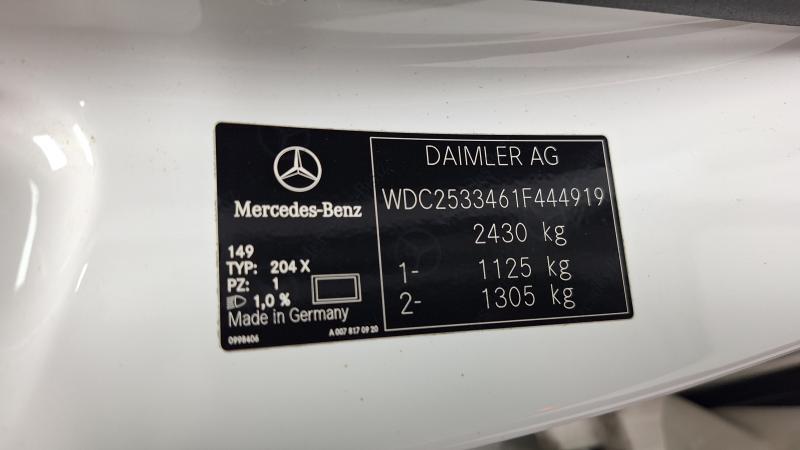 Mercedes-Benz
149
TYP: 204 X
PZ: 1
1,0 %
Made in Germany
0998406
A 007 817 09 20
DAIMLER AG
WDC2533461F444919
2430 kg
1- 1125 kg
2- 1305 kg